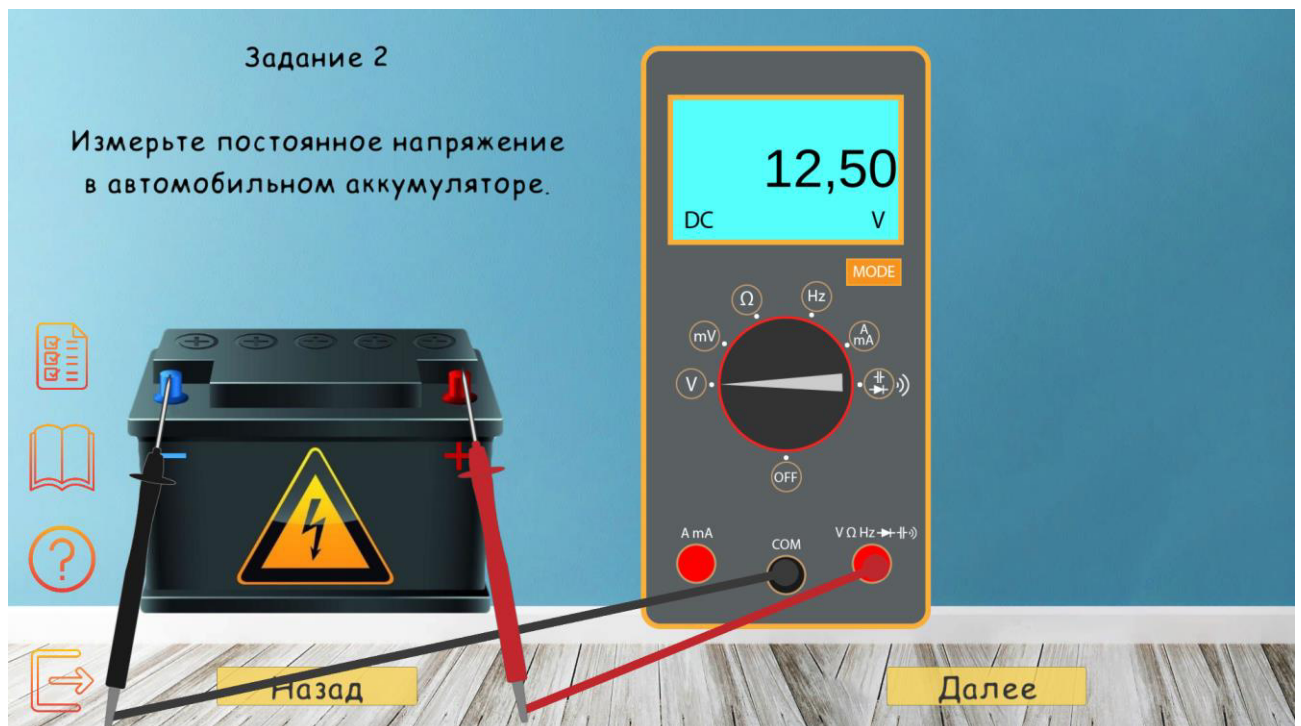 Задание 2
Измерьте постоянное напряжение
в автомобильном аккумуляторе.
12,50
DC V
MODE
Ω Hz
mV A mA
V
OFF
A mA COM V Ω Hz
Назад Далее